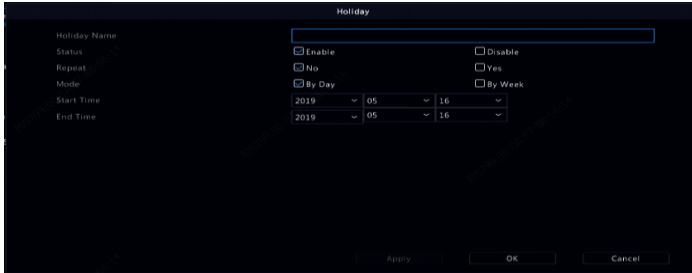 Holiday
Holiday Name
Status Enable Disable
Repeat No Yes
Mode By Day By Week
Start Time 2019 05 16
End Time 2019 05 16
Apply OK Cancel